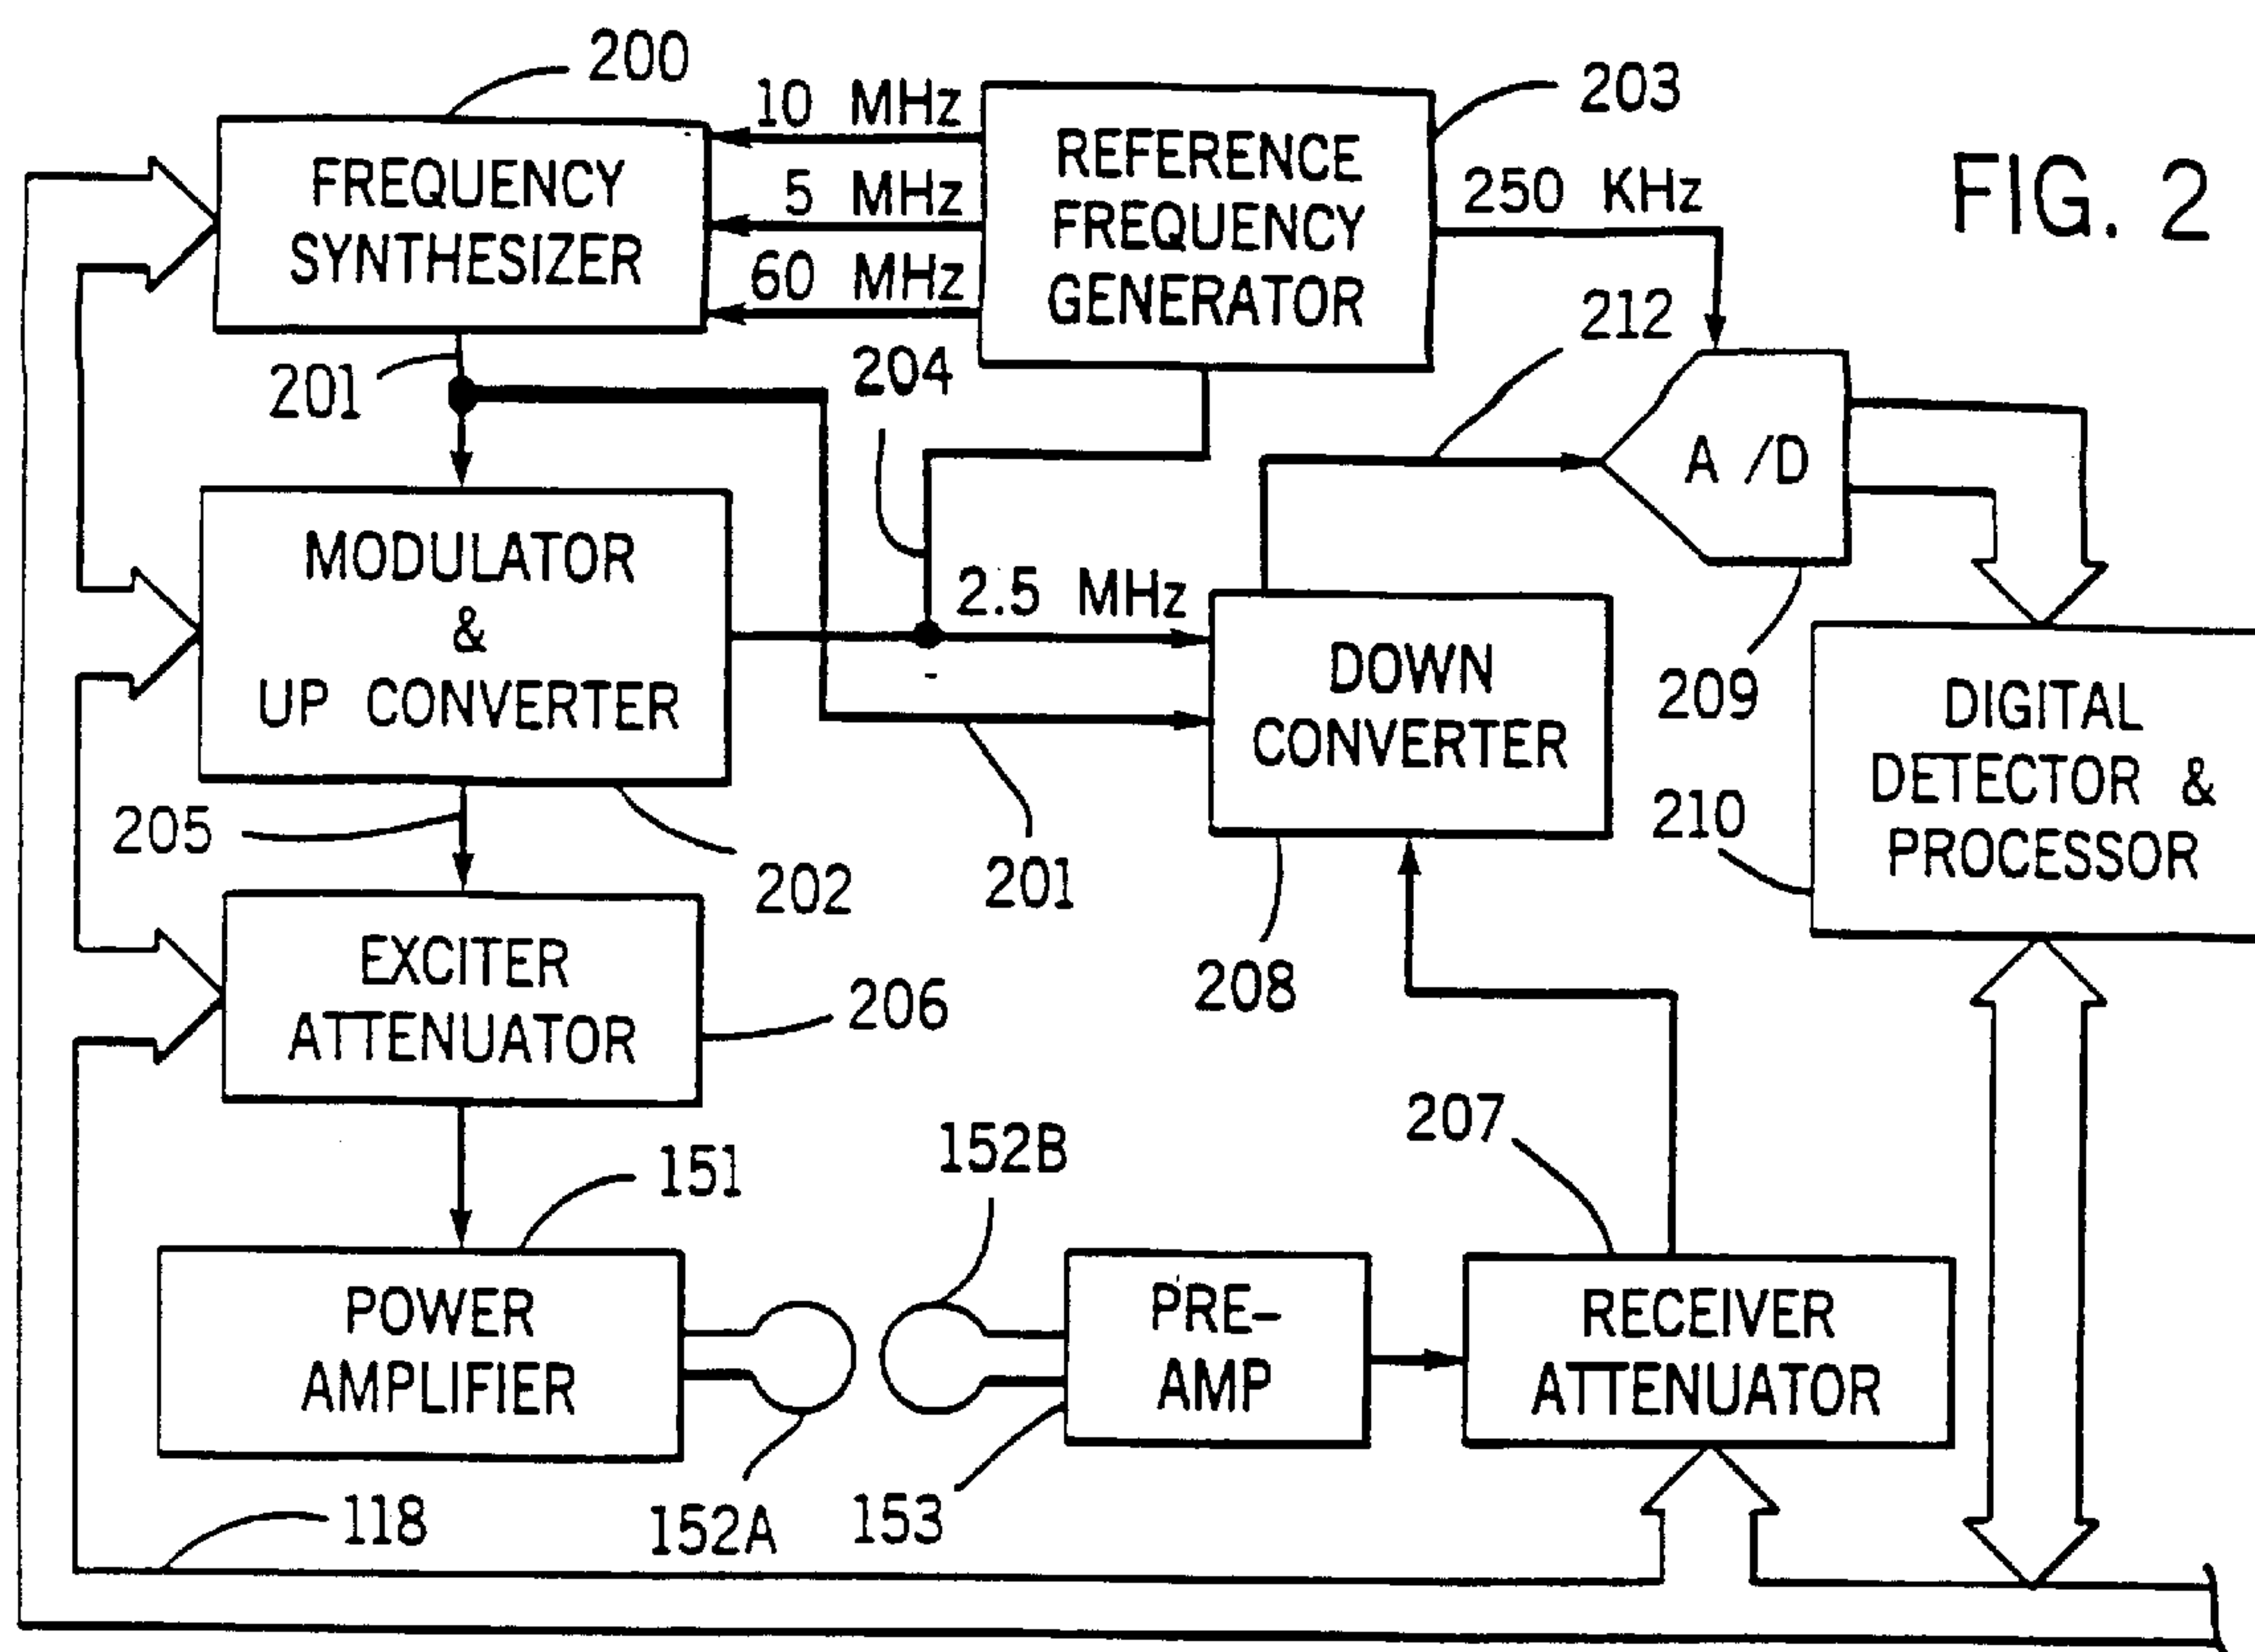 200
10 MHz
203
REFERENCE
FREQUENCY
GENERATOR
FREQUENCY
SYNTHESIZER
5 MHz
60 MHz
250 KHz
FIG. 2
212
204
201
A/D
MODULATOR
&
UP CONVERTER
2.5 MHz
DOWN
CONVERTER
209
DIGITAL
DETECTOR &
PROCESSOR
210
205
202
201
208
EXCITER
ATTENUATOR
206
207
151
152B
POWER
AMPLIFIER
PRE-
AMP
RECEIVER
ATTENUATOR
118
152A
153